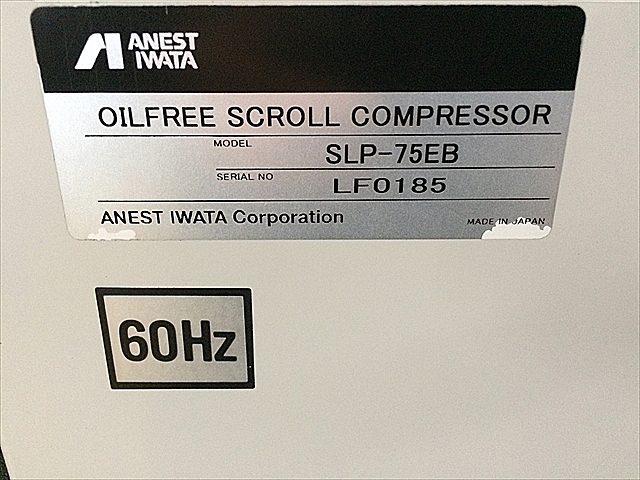 ANEST
IWATA
OILFREE SCROLL COMPRESSOR
MODEL
SLP-75EB
SERIAL NO
LF0185
ANEST IWATA Corporation
MADE IN JAPAN
60Hz